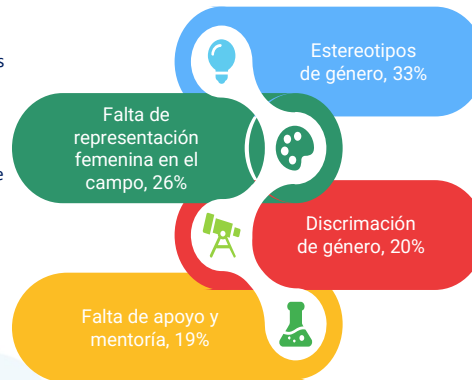 s
Estereotipos
de género, 33%
Falta de
representación
femenina en el
campo, 26%
e
Discrimación
de género, 20%
Falta de apoyo y
mentoría, 19%